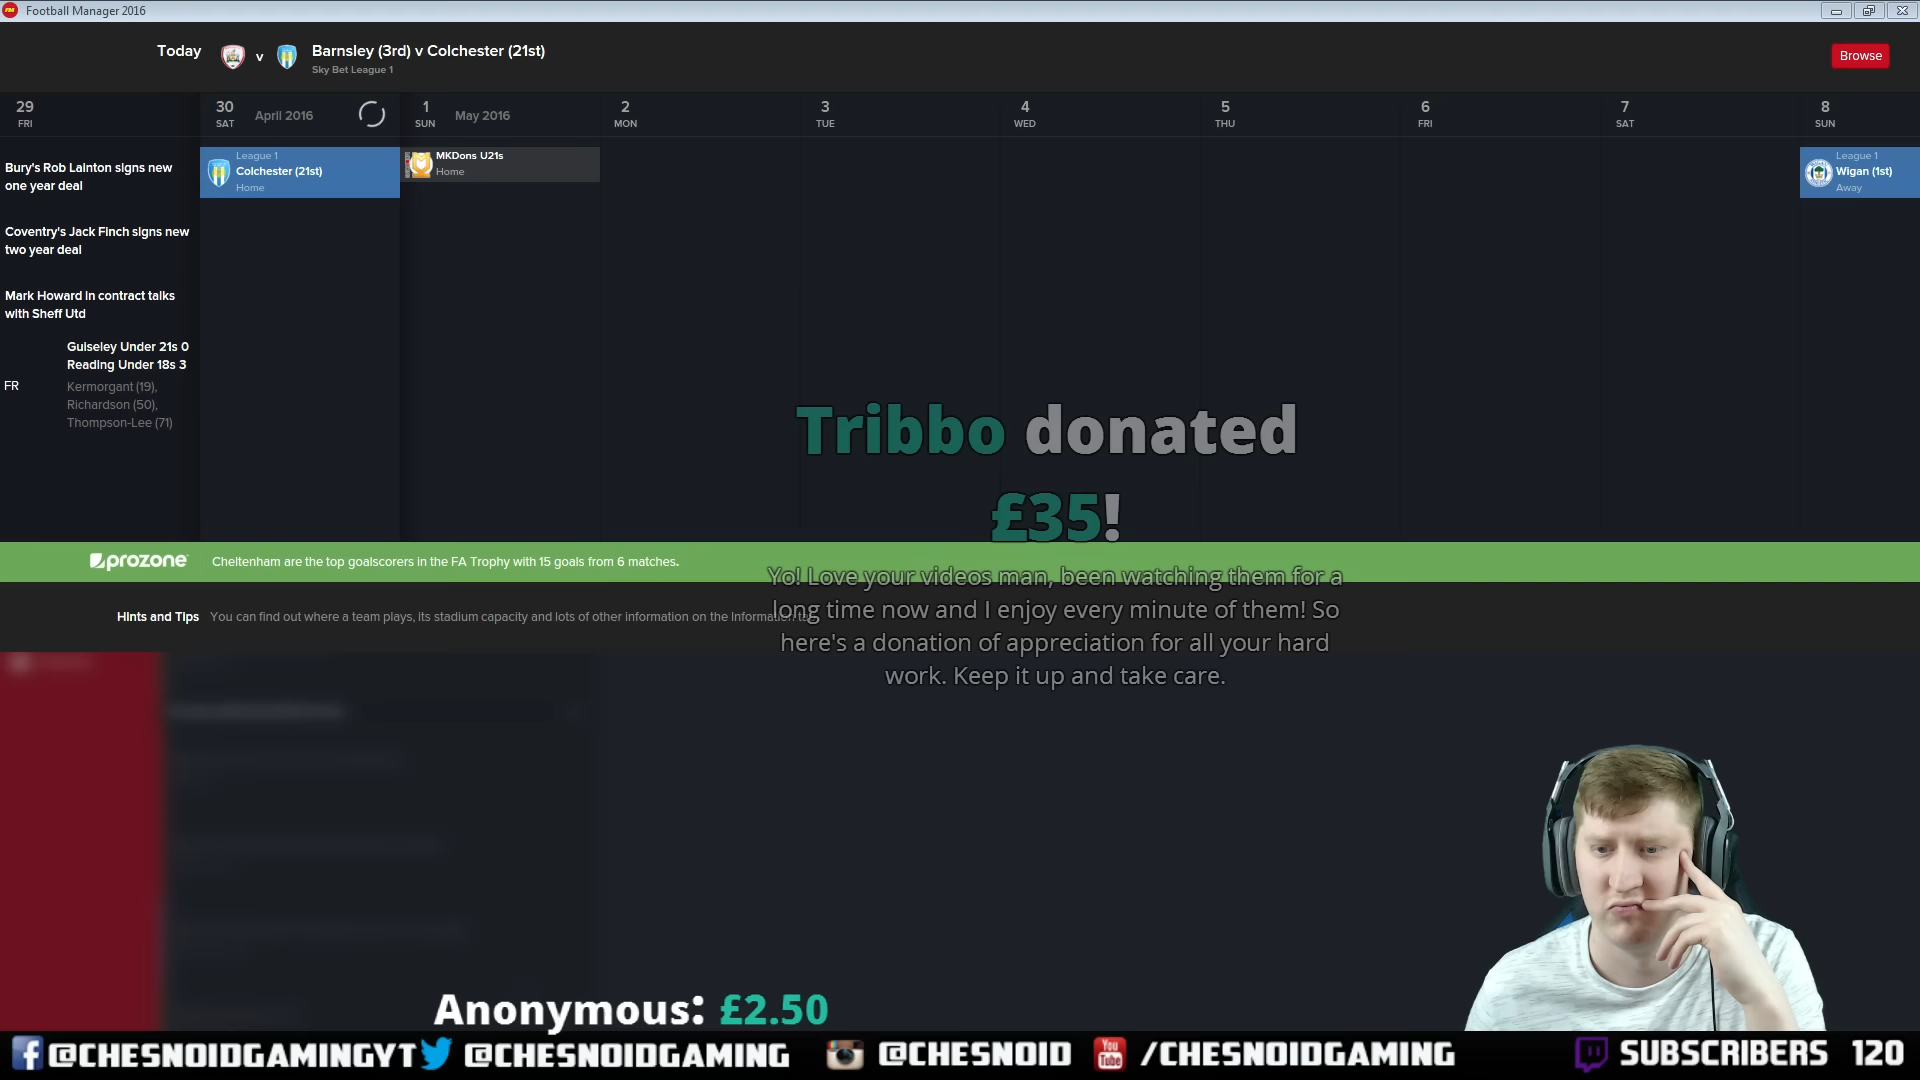 Football Manager 2016
Today
v
Barnsley (3rd) v Colchester (21st)
Sky Bet League 1
Browse
29
FRI
30
SAT
April 2016
1
SUN
May 2016
2
MON
3
TUE
4
WED
5
THU
6
FRI
7
SAT
8
SUN
Bury's Rob Lainton signs new
one year deal
Coventry's Jack Finch signs new
two year deal
Mark Howard in contract talks
with Sheff Utd
FR
Guiseley Under 21s 0
Reading Under 18s 3
Kermorgant (19),
Richardson (50),
Thompson-Lee (71)
League 1
Colchester (21st)
Home
MKDons U21s
Home
League 1
Wigan (1st)
Away
Tribbo donated
£35!
Yo! Love your videos man, been watching them for a
long time now and I enjoy every minute of them! So
here's a donation of appreciation for all your hard
work. Keep it up and take care.
prozone
Cheltenham are the top goalscorers in the FA Trophy with 15 goals from 6 matches.
Hints and Tips
You can find out where a team plays, its stadium capacity and lots of other information on the Information
Anonymous: £2.50
@CHESNOIDGAMINGYT
@CHESNOIDGAMING
@CHESNOID
You Tube
/CHESNOIDGAMING
SUBSCRIBERS 120